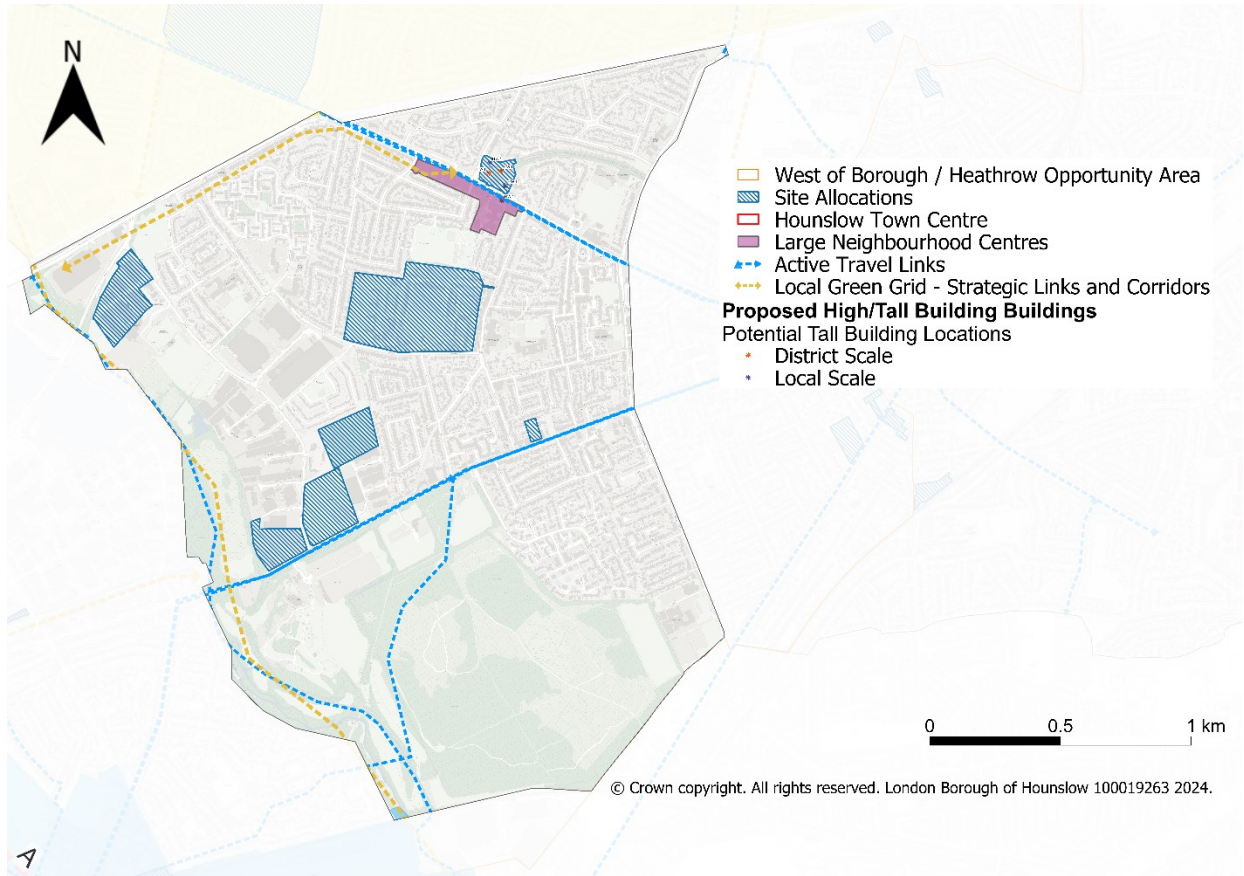 N
West of Borough / Heathrow Opportunity Area
Site Allocations
Hounslow Town Centre
Large Neighbourhood Centres
Active Travel Links
Local Green Grid - Strategic Links and Corridors
Proposed High/Tall Building Buildings
Potential Tall Building Locations
District Scale
Local Scale
0 0.5 1 km
© Crown copyright. All rights reserved. London Borough of Hounslow 100019263 2024.
A